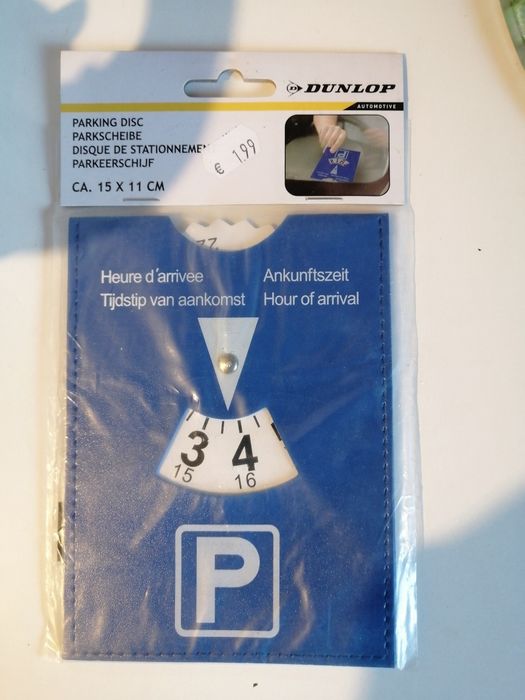 DUNLOP
AUTOMOTIVE
PARKING DISC
PARKSCHEIBE
DISQUE DE STATIONNEMEN
PARKEERSCHIJF
CA. 15 X 11 CM
€ 1.99
22
Heure d'arrivee Ankunftszeit
Tijdstip van aankomst Hour of arrival
3 4
15 16
P